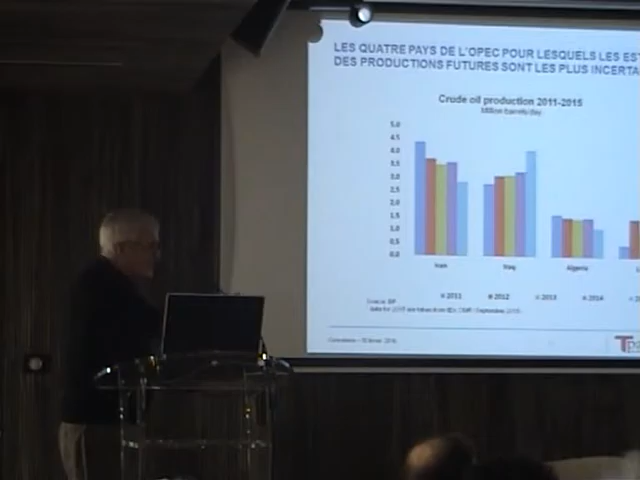 LES QUATRE PAYS DE L'OPEC POUR LESQUELS LES EST
DES PRODUCTIONS FUTURES SONT LES PLUS INCERTA
Crude oil production 2011-2015
Million barrels/day
5.0
4.5
4.0
3.5
3.0
2.5
2.0
1.5
1.0
0.5
0.0
Iran
Iraq
Algeria
2011
2012
2013
2014
Source: BP